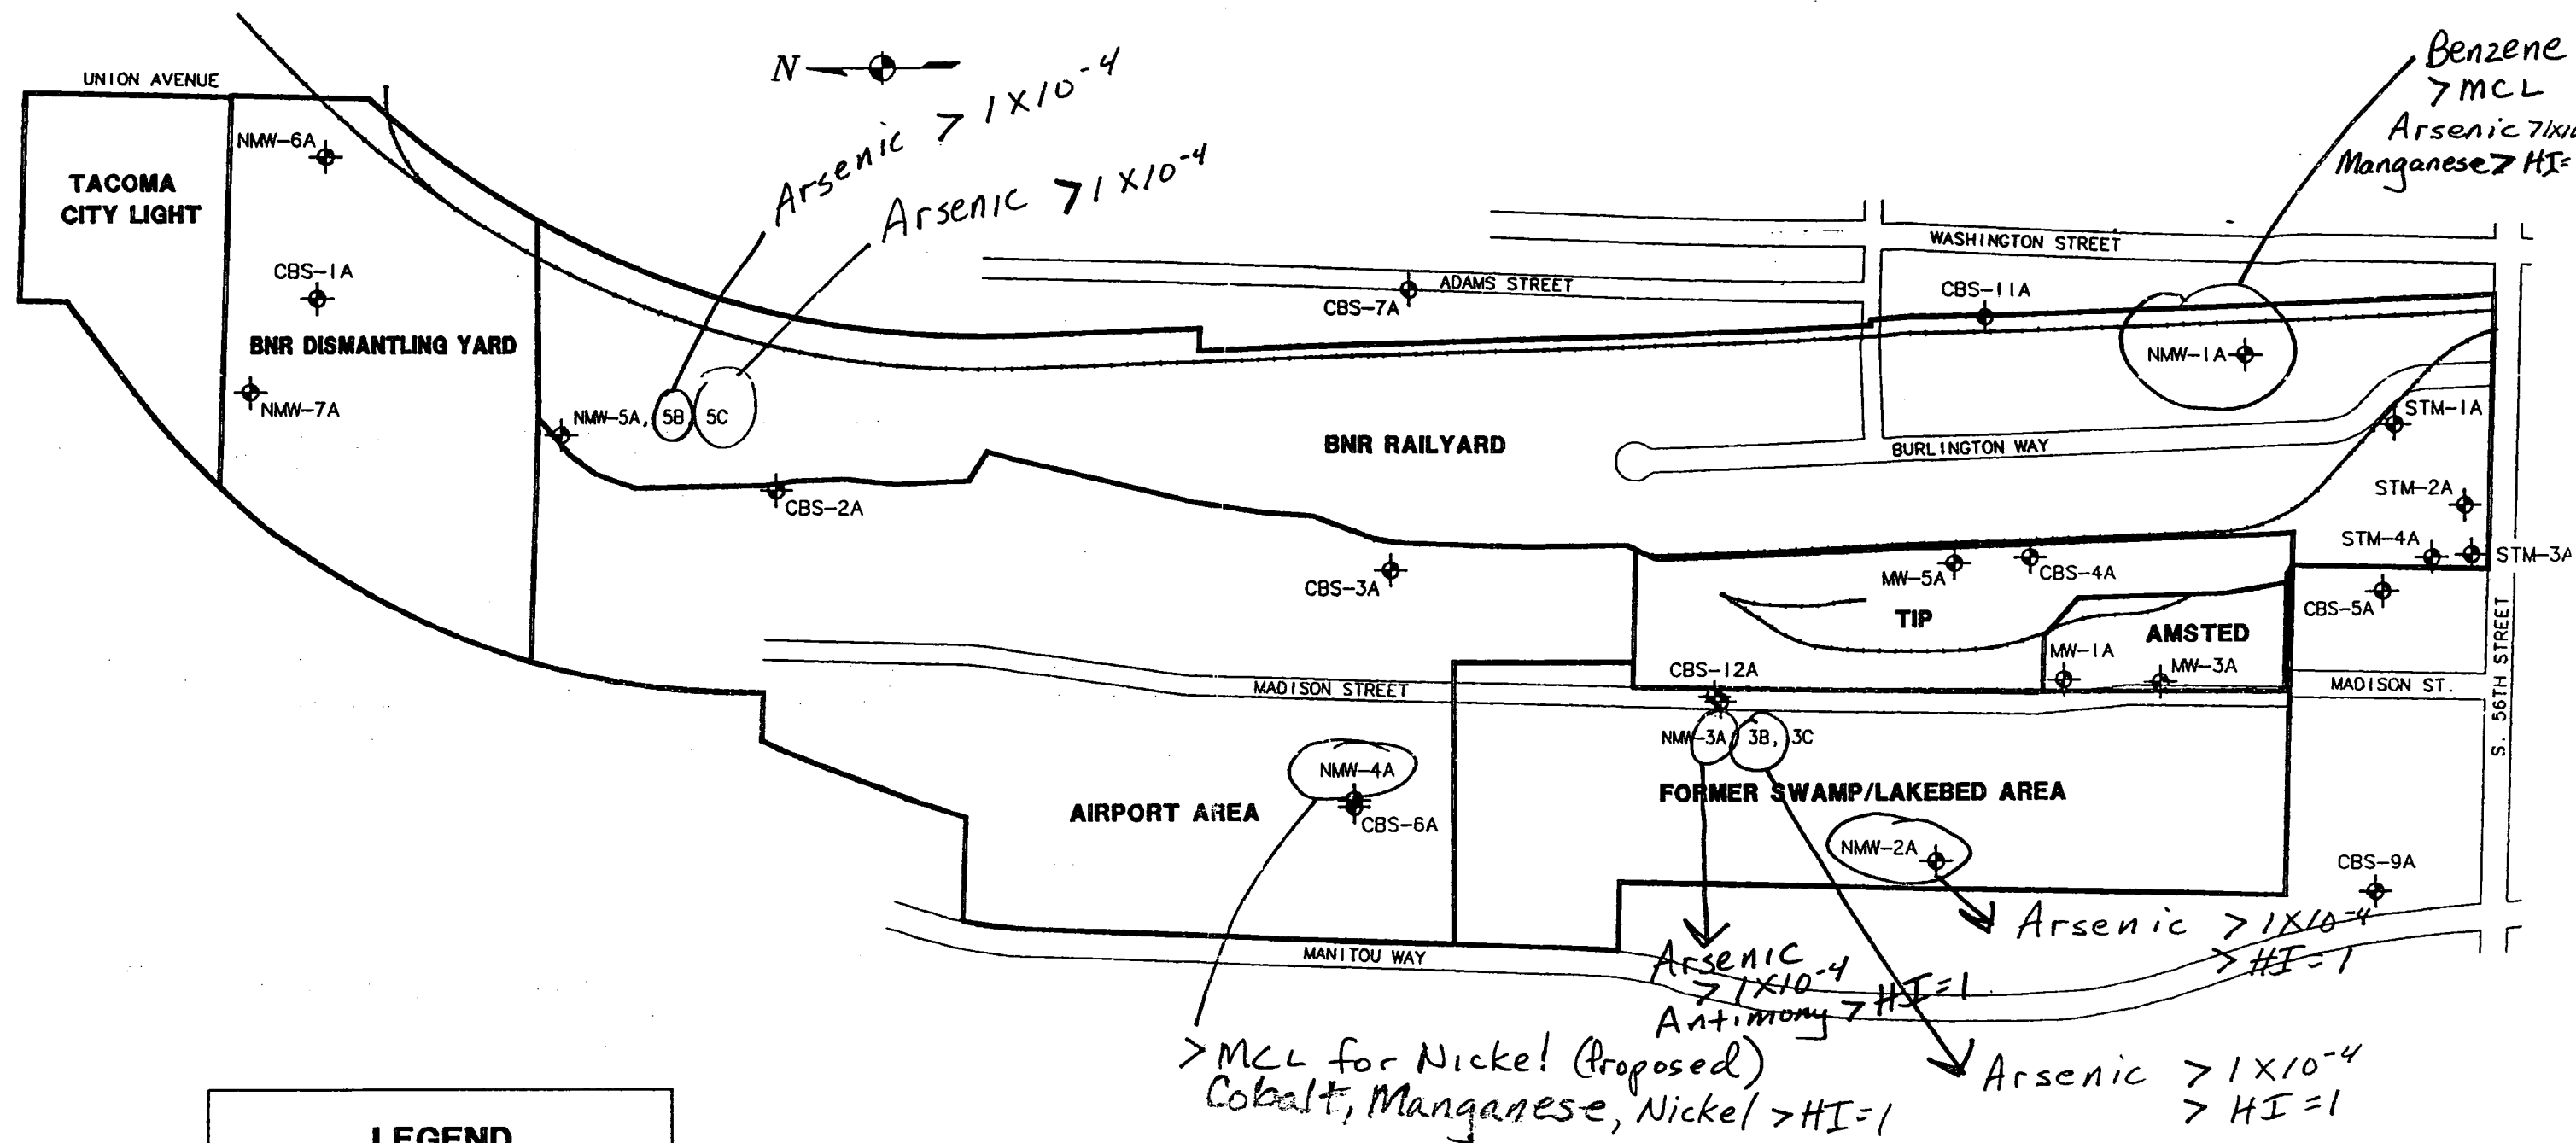 UNION AVENUE
N
Arsenic > 1X10-4
Arsenic > 1X10-4
Benzene
> MCL
Arsenic >1x10
Manganese > HI=
NMW-6A
TACOMA
CITY LIGHT
CBS-1A
BNR DISMANTLING YARD
NMW-7A
NMW-5A, 5B, 5C
CBS-2A
CBS-7A
ADAMS STREET
WASHINGTON STREET
CBS-11A
NMW-1A
BNR RAILYARD
BURLINGTON WAY
STM-1A
STM-2A
STM-4A
STM-3A
CBS-3A
MW-5A
CBS-4A
CBS-5A
TIP
AMSTED
MW-1A
MW-3A
CBS-12A
MADISON STREET
MADISON ST.
S. 56TH STREET
NMW-3A, 3B, 3C
NMW-4A
CBS-6A
AIRPORT AREA
FORMER SWAMP/LAKEBED AREA
NMW-2A
CBS-9A
MANITOU WAY
Arsenic > 1X10-4
> HI=1
Arsenic
> 1X10-4
Antimony > HI=1
> MCL for Nickel (Proposed)
Cobalt, Manganese, Nickel > HI=1
Arsenic > 1X10-4
> HI=1
LEGEND